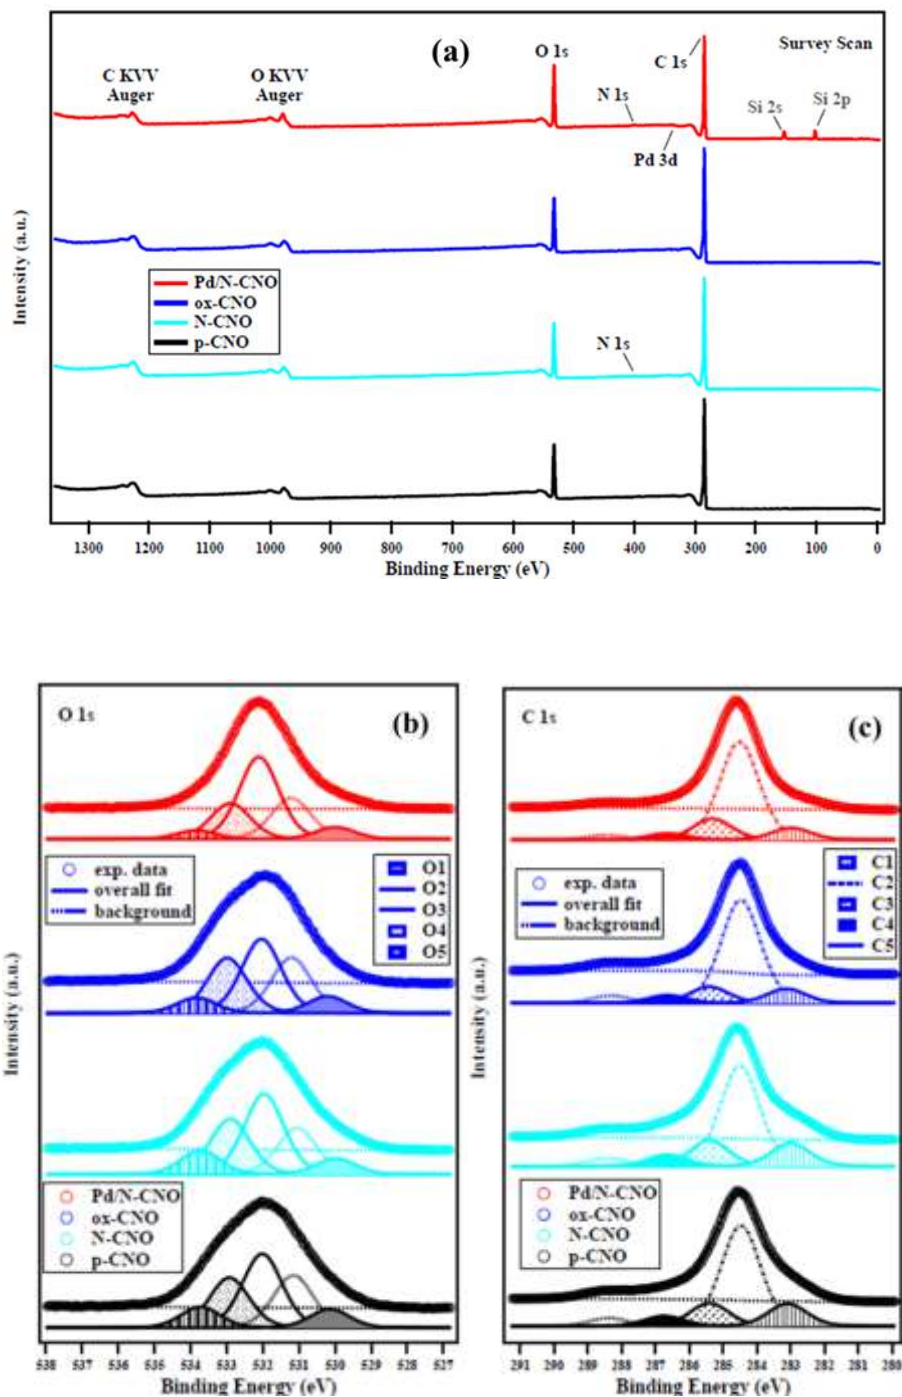 (a)
Survey Scan
C KVV
Auger
O KVV
Auger
O 1s
N 1s
Pd 3d
C 1s
Si 2s
Si 2p
Intensity (a.u.)
Pd/N-CNO
ox-CNO
N-CNO
p-CNO
N 1s
1300 1200 1100 1000 900 800 700 600 500 400 300 200 100 0
Binding Energy (eV)
O 1s
(b)
exp. data
overall fit
background
O1
O2
O3
O4
O5
Intensity (a.u.)
Pd/N-CNO
ox-CNO
N-CNO
p-CNO
538 537 536 535 534 533 532 531 530 529 528 527
Binding Energy (eV)
C 1s
(c)
exp. data
overall fit
background
C1
C2
C3
C4
C5
Intensity (a.u.)
Pd/N-CNO
ox-CNO
N-CNO
p-CNO
291 290 289 288 287 286 285 284 283 282 281 280
Binding Energy (eV)